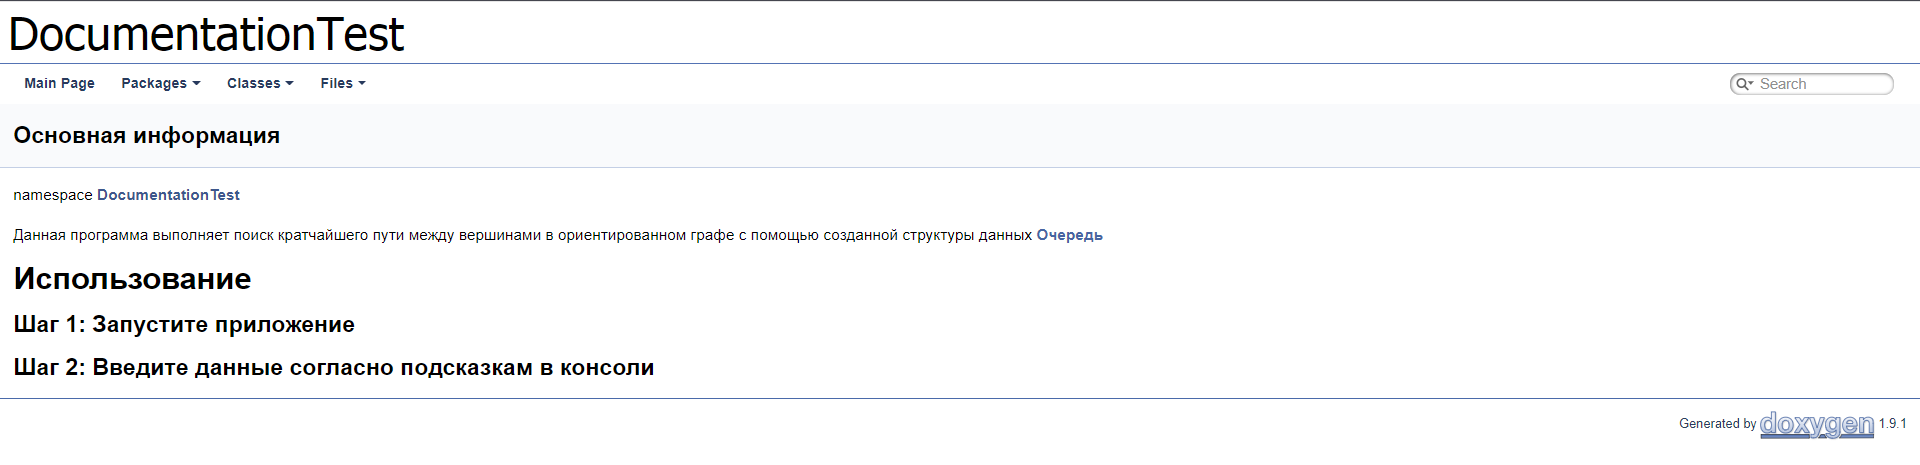 DocumentationTest
Main Page Packages Classes Files Search
Основная информация
namespace DocumentationTest
Данная программа выполняет поиск кратчайшего пути между вершинами в ориентированном графе с помощью созданной структуры данных Очередь
Использование
Шаг 1: Запустите приложение
Шаг 2: Введите данные согласно подсказкам в консоли
Generated by doxygen 1.9.1